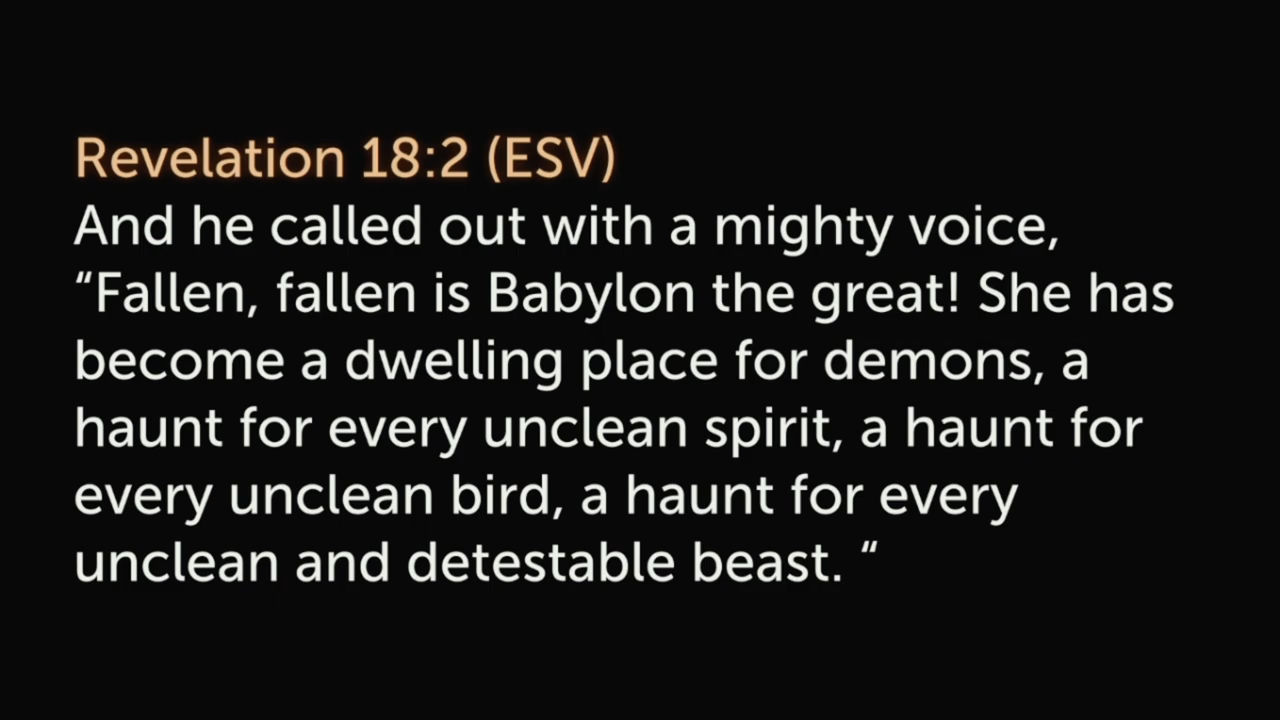 Revelation 18:2 (ESV)
And he called out with a mighty voice,
“Fallen, fallen is Babylon the great! She has
become a dwelling place for demons, a
haunt for every unclean spirit, a haunt for
every unclean bird, a haunt for every
unclean and detestable beast. “